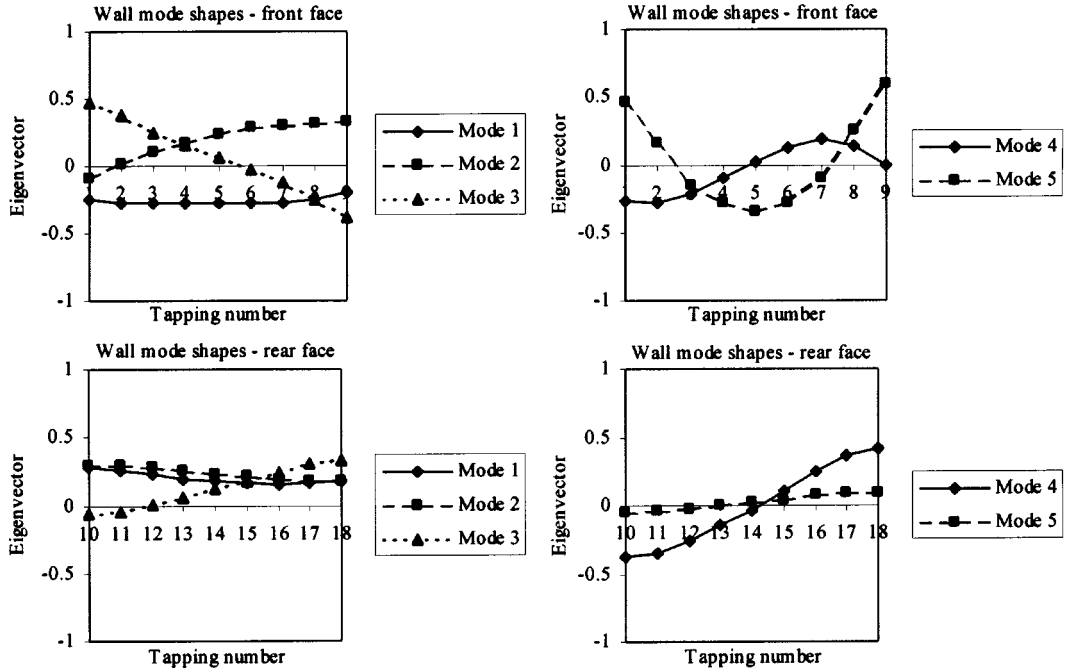 Wall mode shapes - front face
1
0.5
0
-0.5
-1
Eigenvector
2 3 4 5 6 7 8 9
Tapping number
Mode 1
Mode 2
Mode 3
Wall mode shapes - front face
1
0.5
0
-0.5
-1
Eigenvector
1 2 3 4 5 6 7 8 9
Tapping number
Mode 4
Mode 5
Wall mode shapes - rear face
1
0.5
0
-0.5
-1
Eigenvector
10 11 12 13 14 15 16 17 18
Tapping number
Mode 1
Mode 2
Mode 3
Wall mode shapes - rear face
1
0.5
0
-0.5
-1
Eigenvector
10 11 12 13 14 15 16 17 18
Tapping number
Mode 4
Mode 5